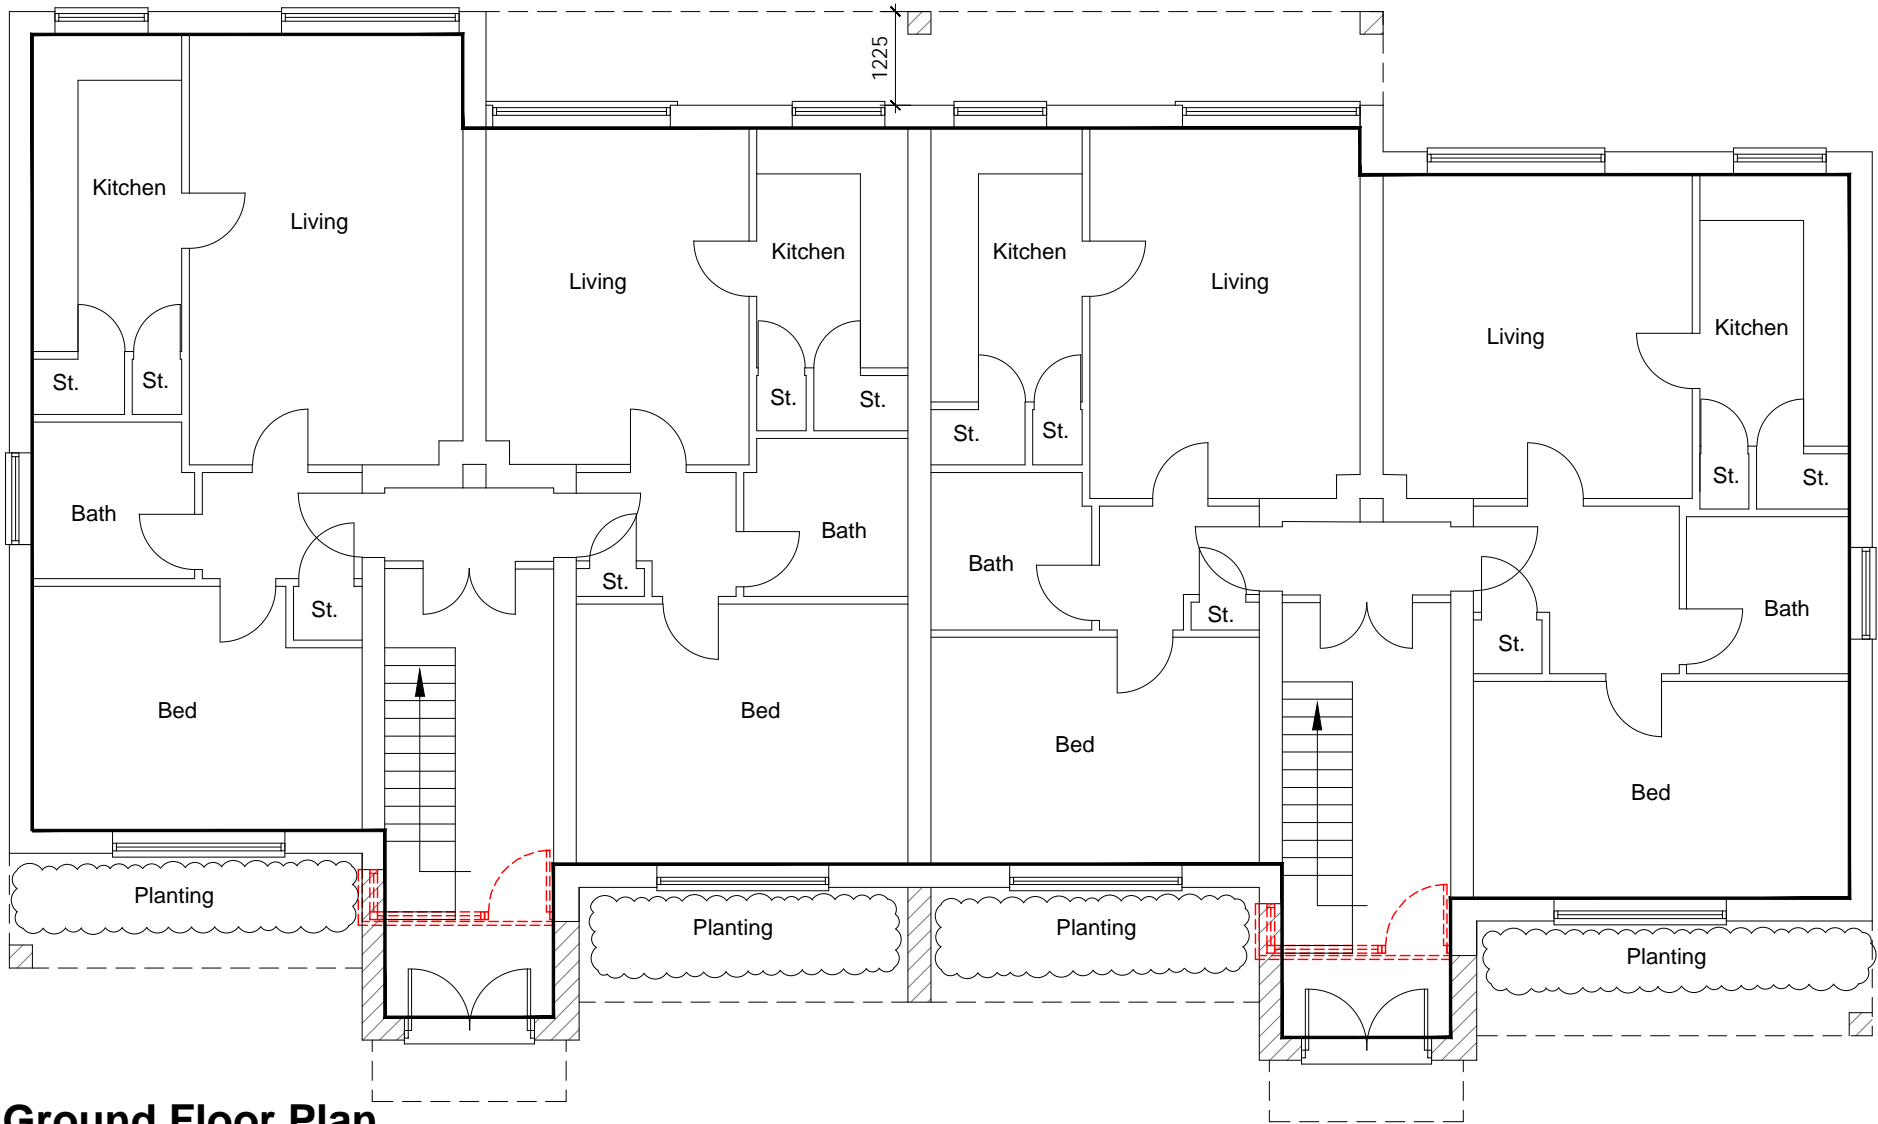 1225
Kitchen
Living
Living
Kitchen
Kitchen
Living
Living
Kitchen
St.
St.
St.
St.
St.
St.
St.
St.
Bath
Bath
Bath
Bath
St.
St.
St.
St.
Bed
Bed
Bed
Bed
Planting
Planting
Planting
Planting
Ground Floor Plan